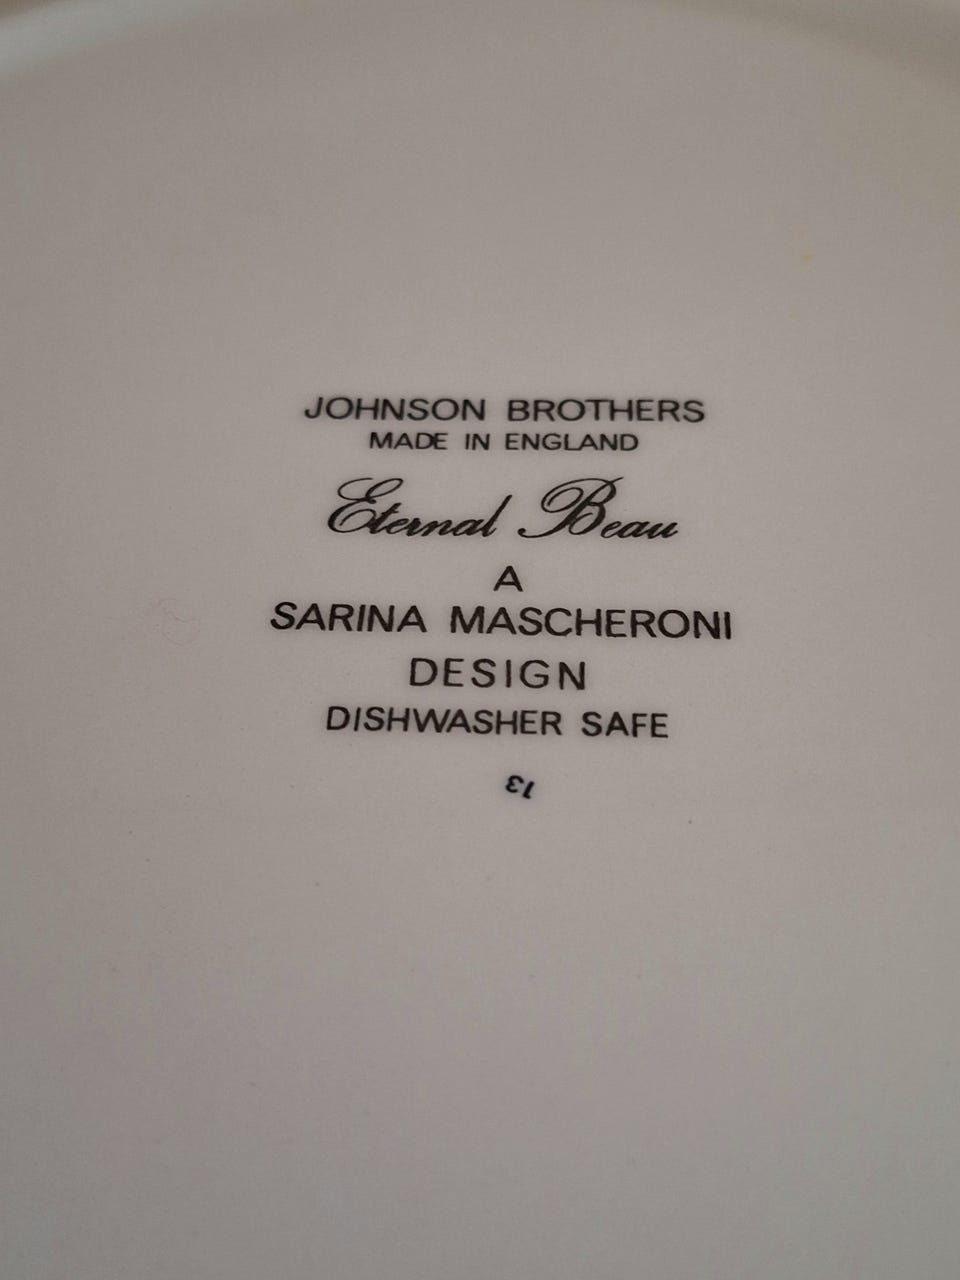 JOHNSON BROTHERS
MADE IN ENGLAND
Eternal Beau
A
SARINA MASCHERONI
DESIGN
DISHWASHER SAFE
13